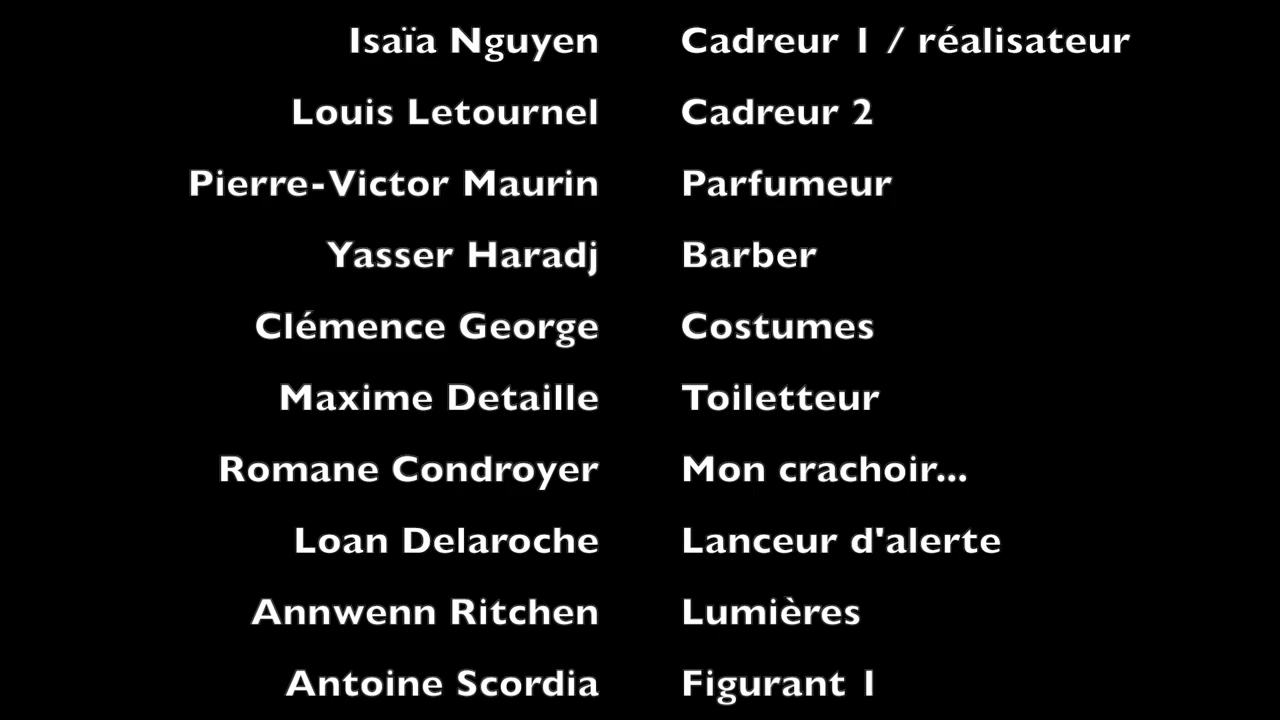 Isaïa Nguyen Cadreur 1 / réalisateur
Louis Letournel Cadreur 2
Pierre-Victor Maurin Parfumeur
Yasser Haradj Barber
Clémence George Costumes
Maxime Detaille Toiletteur
Romane Condroyer Mon crachoir...
Loan Delaroche Lanceur d'alerte
Annwenn Ritchen Lumières
Antoine Scordia Figurant 1